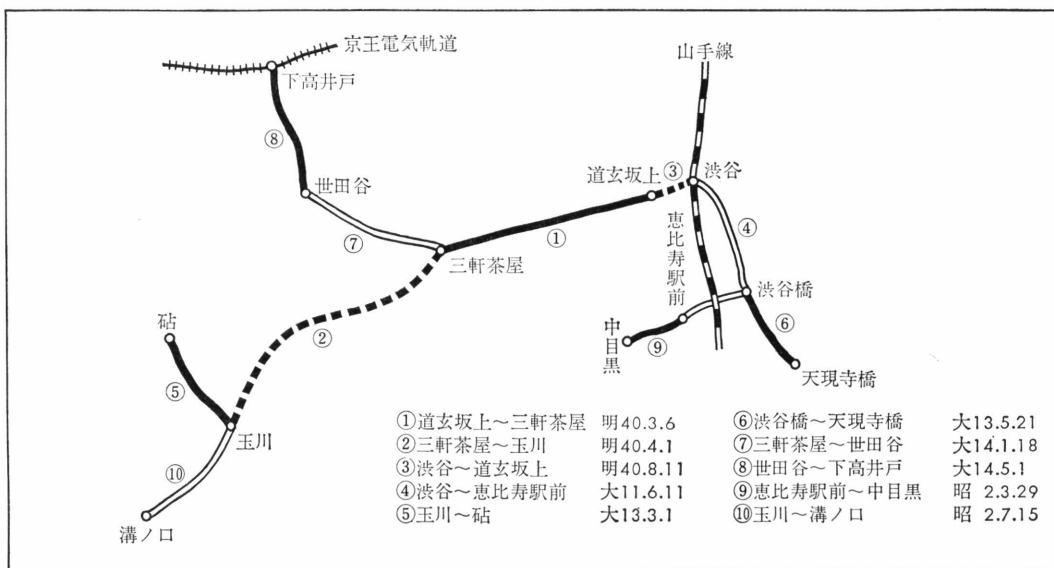 京王電気軌道
下高井戸
⑧
世田谷
⑦
三軒茶屋
①
道玄坂上
③
山手線
渋谷
④
恵比寿駅前
渋谷橋
⑥
天現寺橋
⑨
中目黒
②
砧
⑤
玉川
⑩
溝ノ口
①道玄坂上～三軒茶屋 明40.3.6
②三軒茶屋～玉川 明40.4.1
③渋谷～道玄坂上 明40.8.11
④渋谷～恵比寿駅前 大11.6.11
⑤玉川～砧 大13.3.1
⑥渋谷橋～天現寺橋 大13.5.21
⑦三軒茶屋～世田谷 大14.1.18
⑧世田谷～下高井戸 大14.5.1
⑨恵比寿駅前～中目黒 昭 2.3.29
⑩玉川～溝ノ口 昭 2.7.15